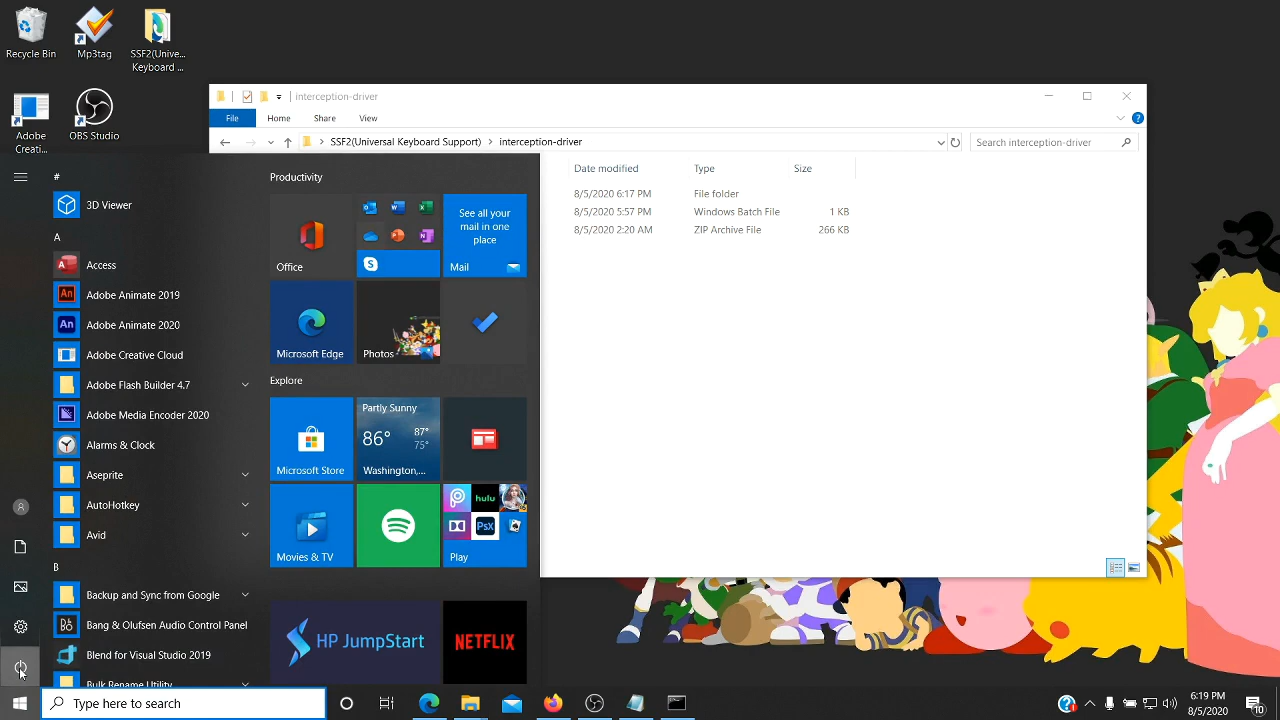 Recycle Bin
Mp3tag
SSF2(Universal
Keyboard ...
Adobe
Creati...
OBS Studio
interception-driver
File
Home
Share
View
SSF2(Universal Keyboard Support)
interception-driver
Search interception-driver
Date modified
Type
Size
8/5/2020 6:17 PM
File folder
8/5/2020 5:57 PM
Windows Batch File
1 KB
8/5/2020 2:20 AM
ZIP Archive File
266 KB
#
3D Viewer
A
Access
Adobe Animate 2019
Adobe Animate 2020
Adobe Creative Cloud
Adobe Flash Builder 4.7
Adobe Media Encoder 2020
Alarms & Clock
Aseprite
AutoHotkey
Avid
B
Backup and Sync from Google
Bang & Olufsen Audio Control Panel
Blend for Visual Studio 2019
Bulk Rename Utility
Productivity
Office
See all your
mail in one
place
Mail
Microsoft Edge
Photos
Explore
Microsoft Store
Partly Sunny
86°
87°
75°
Washington,...
Movies & TV
hulu
PsX
Play
HP JumpStart
NETFLIX
Type here to search
6:19 PM
8/5/2020
10